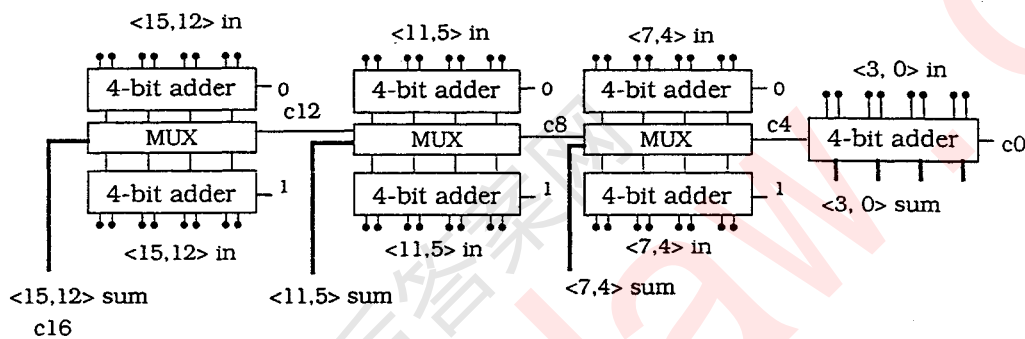 <15,12> in
<11,5> in
<7,4> in
<3, 0> in
4-bit adder
0
4-bit adder
0
4-bit adder
0
c12
MUX
c8
MUX
c4
MUX
4-bit adder
c0
4-bit adder
1
4-bit adder
1
4-bit adder
1
<3, 0> sum
<15,12> in
<11,5> in
<7,4> in
<15,12> sum
c16
<11,5> sum
<7,4> sum
答案网